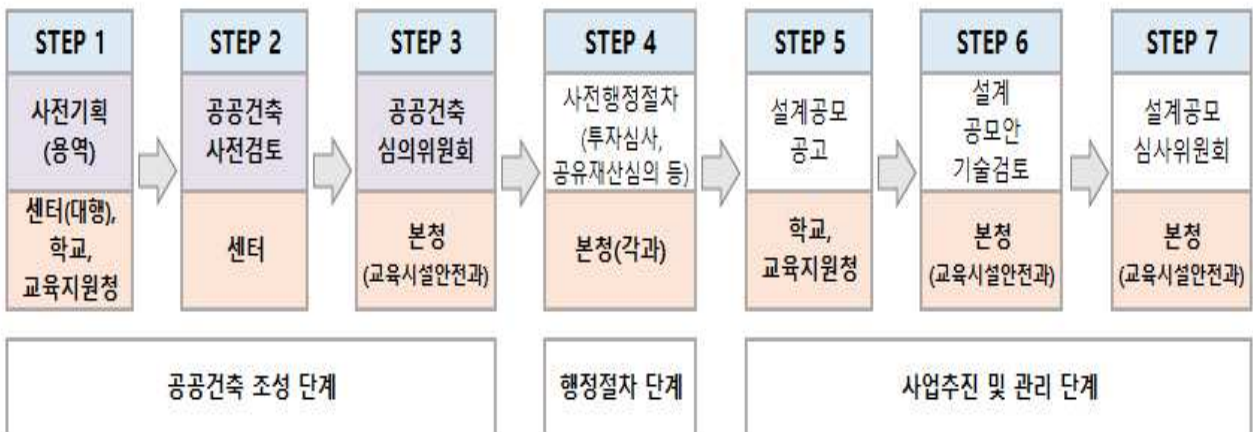 STEP 1
사전기획
(용역)
센터(대행),
학교,
교육지원청
STEP 2
공공건축
사전검토
센터
STEP 3
공공건축
심의위원회
본청
(교육시설안전과)
STEP 4
사전행정절차
(투자심사,
공유재산심의 등)
본청(각과)
STEP 5
설계공모
공고
학교,
교육지원청
STEP 6
설계
공모안
기술검토
본청
(교육시설안전과)
STEP 7
설계공모
심사위원회
본청
(교육시설안전과)
공공건축 조성 단계
행정절차 단계
사업추진 및 관리 단계